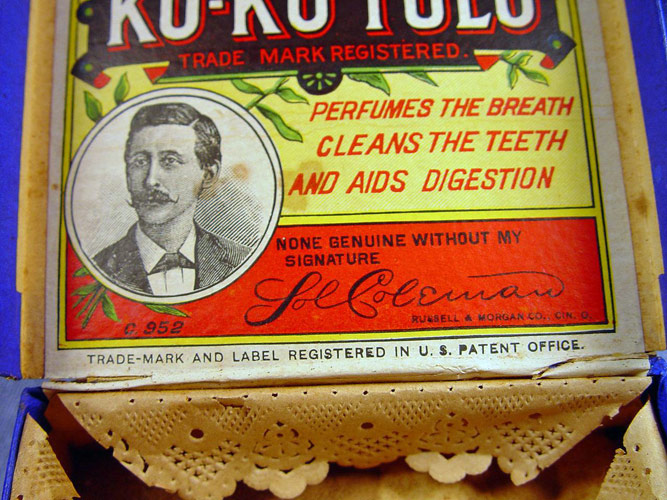 KO-KO TOLU
TRADE MARK REGISTERED.
PERFUMES THE BREATH
CLEANS THE TEETH
AND AIDS DIGESTION
NONE GENUINE WITHOUT MY
SIGNATURE
Sol Coleman
RUSSELL & MORGAN CO., CIN. O.
C 952
TRADE-MARK AND LABEL REGISTERED IN U. S. PATENT OFFICE.